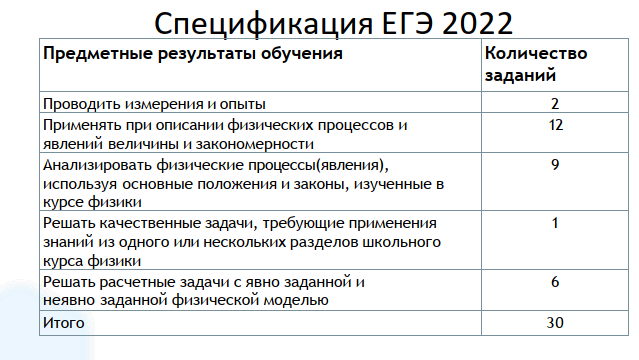 Спецификация ЕГЭ 2022
Предметные результаты обучения
Количество
заданий
Проводить измерения и опыты
2
Применять при описании физических процессов и
явлений величины и закономерности
12
Анализировать физические процессы(явления),
используя основные положения и законы, изученные в
курсе физики
9
Решать качественные задачи, требующие применения
знаний из одного или нескольких разделов школьного
курса физики
1
Решать расчетные задачи с явно заданной и
неявно заданной физической моделью
6
Итого
30